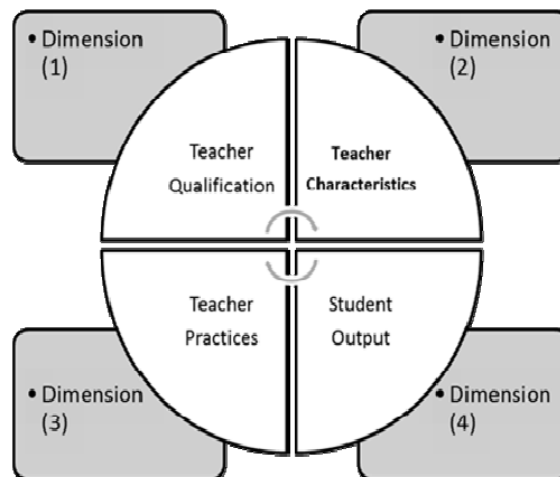 • Dimension
(1)
• Dimension
(2)
Teacher
Qualification
Teacher
Characteristics
Teacher
Practices
Student
Output
• Dimension
(3)
• Dimension
(4)